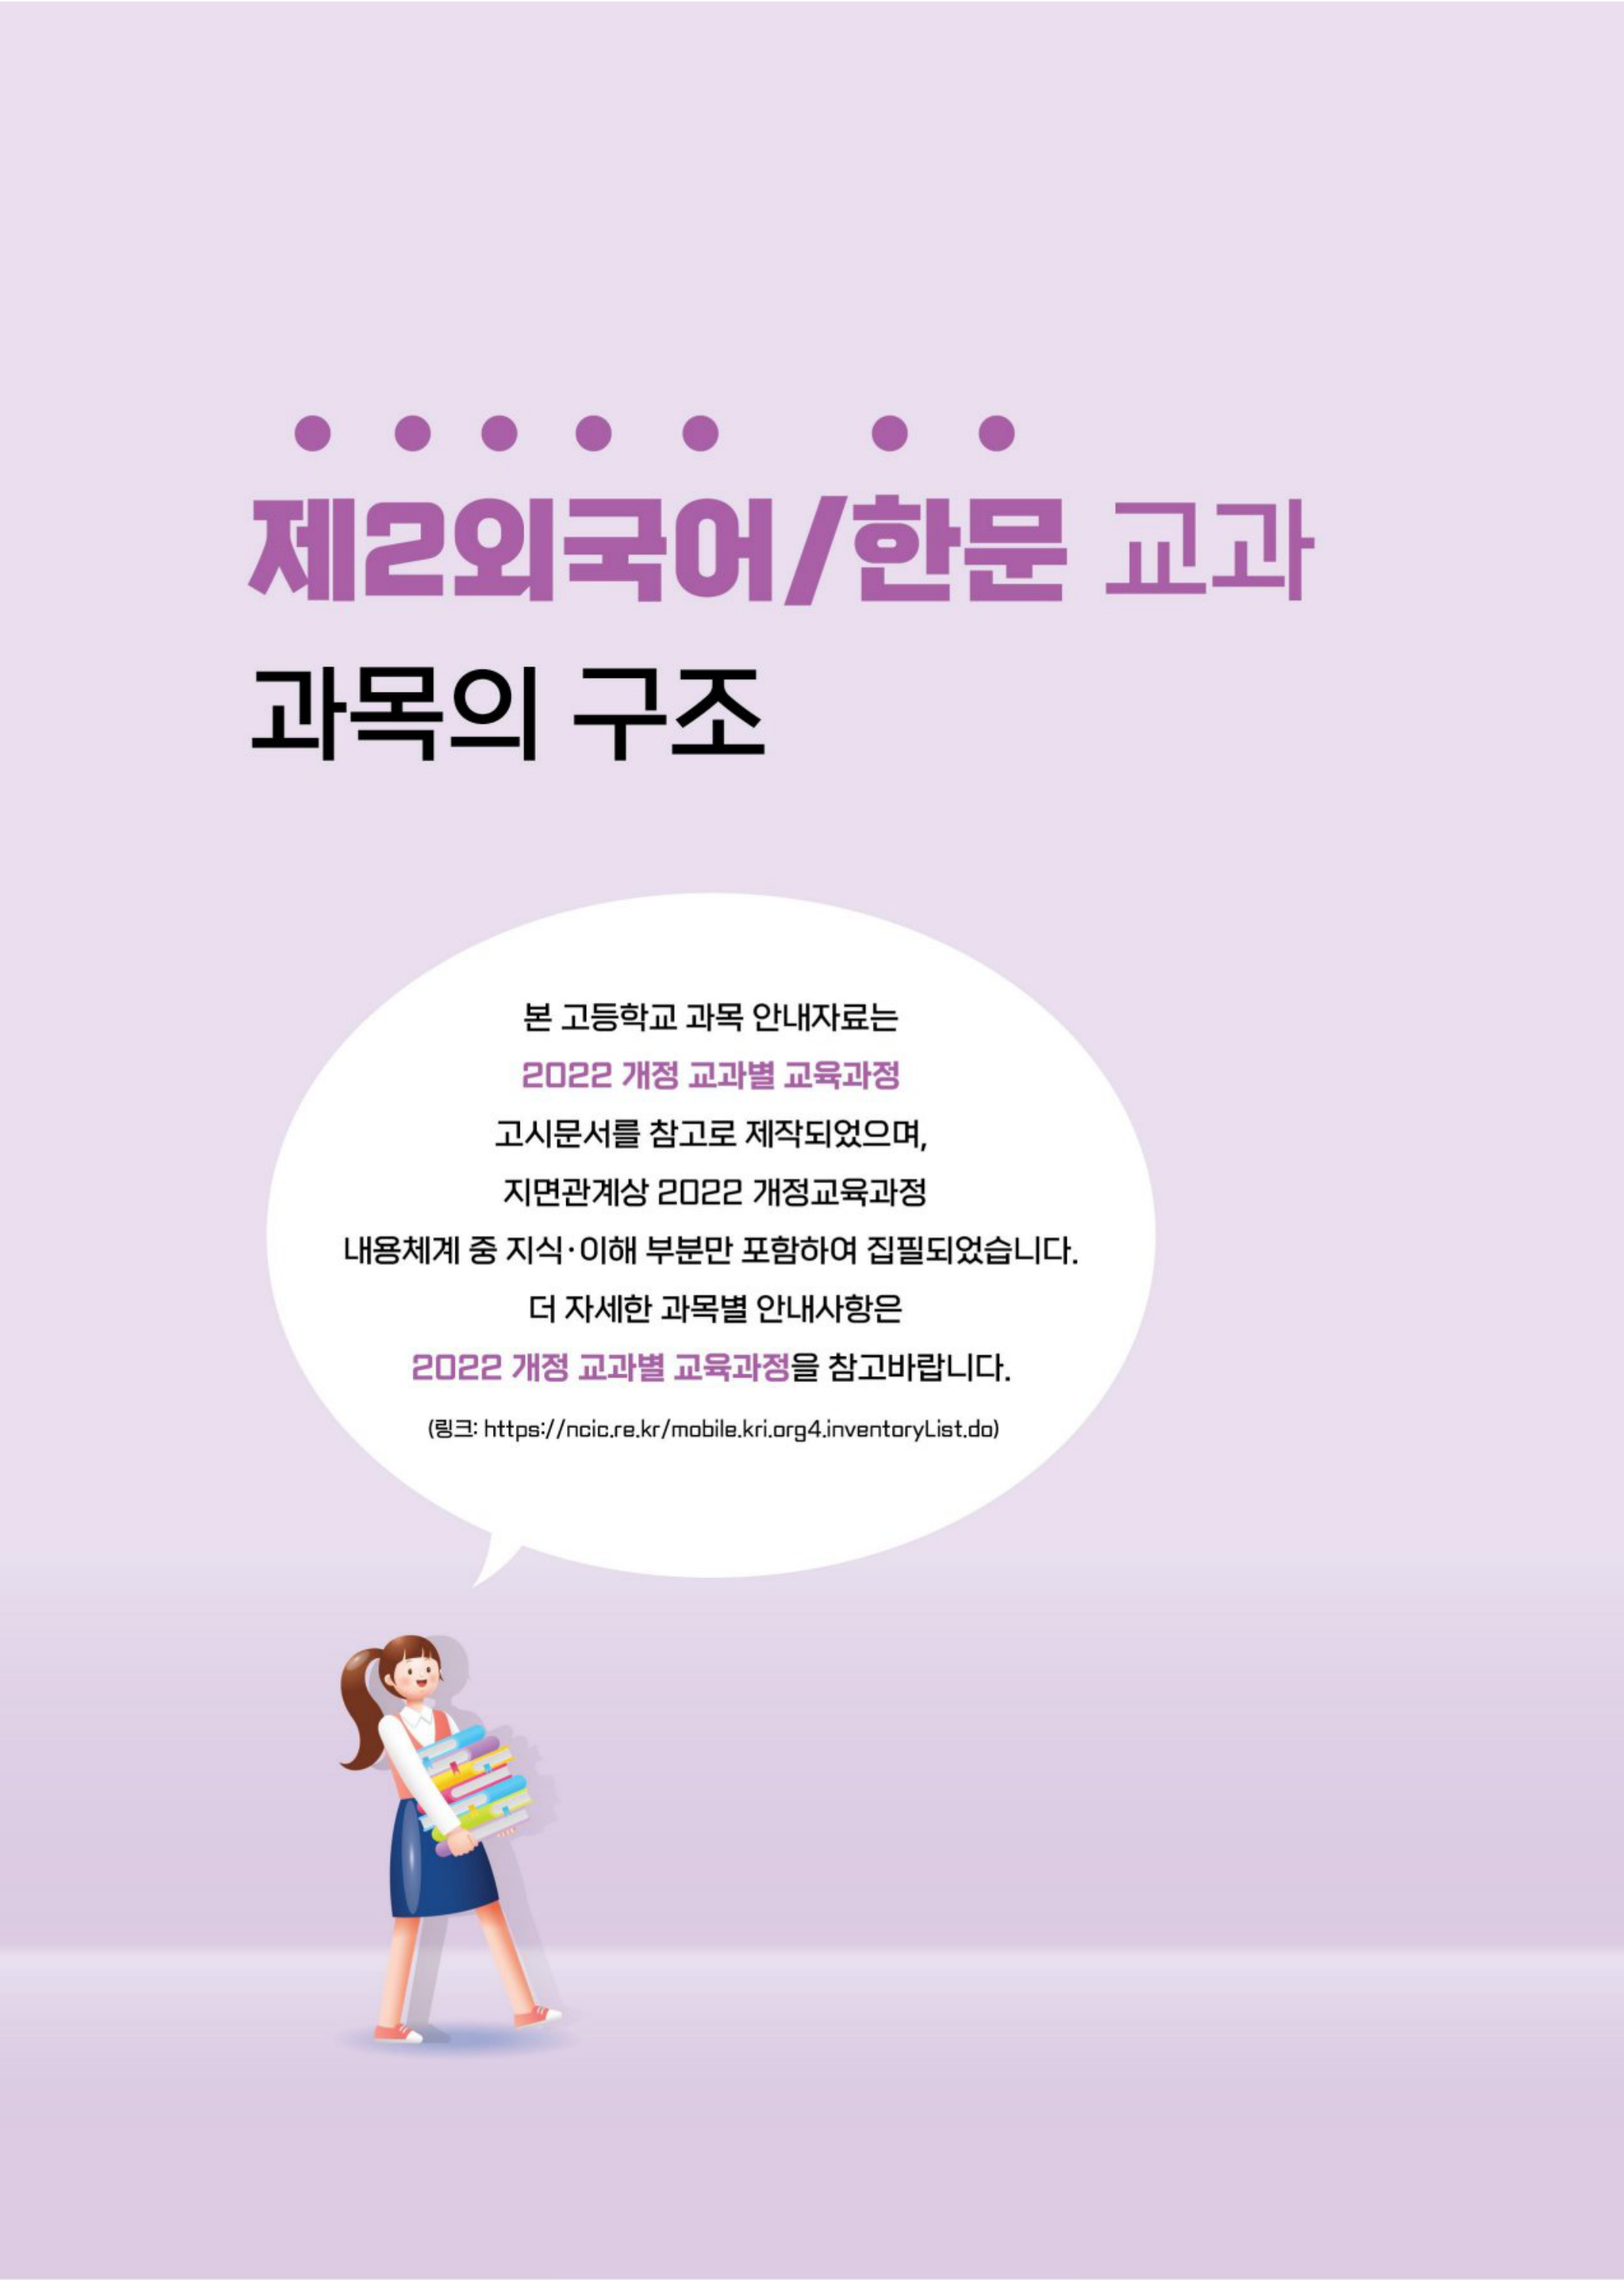 제2외국어/한문 교과
과목의 구조
본 고등학교 과목 안내자료는
2022 개정 교과별 교육과정
고시문서를 참고로 제작되었으며,
지면관계상 2022 개정교육과정
내용체계 중 지식·이해 부분만 포함하여 집필되었습니다.
더 자세한 과목별 안내사항은
2022 개정 교과별 교육과정을 참고바랍니다.
(링크: https://ncic.re.kr/mobile.kri.org4.inventoryList.do)